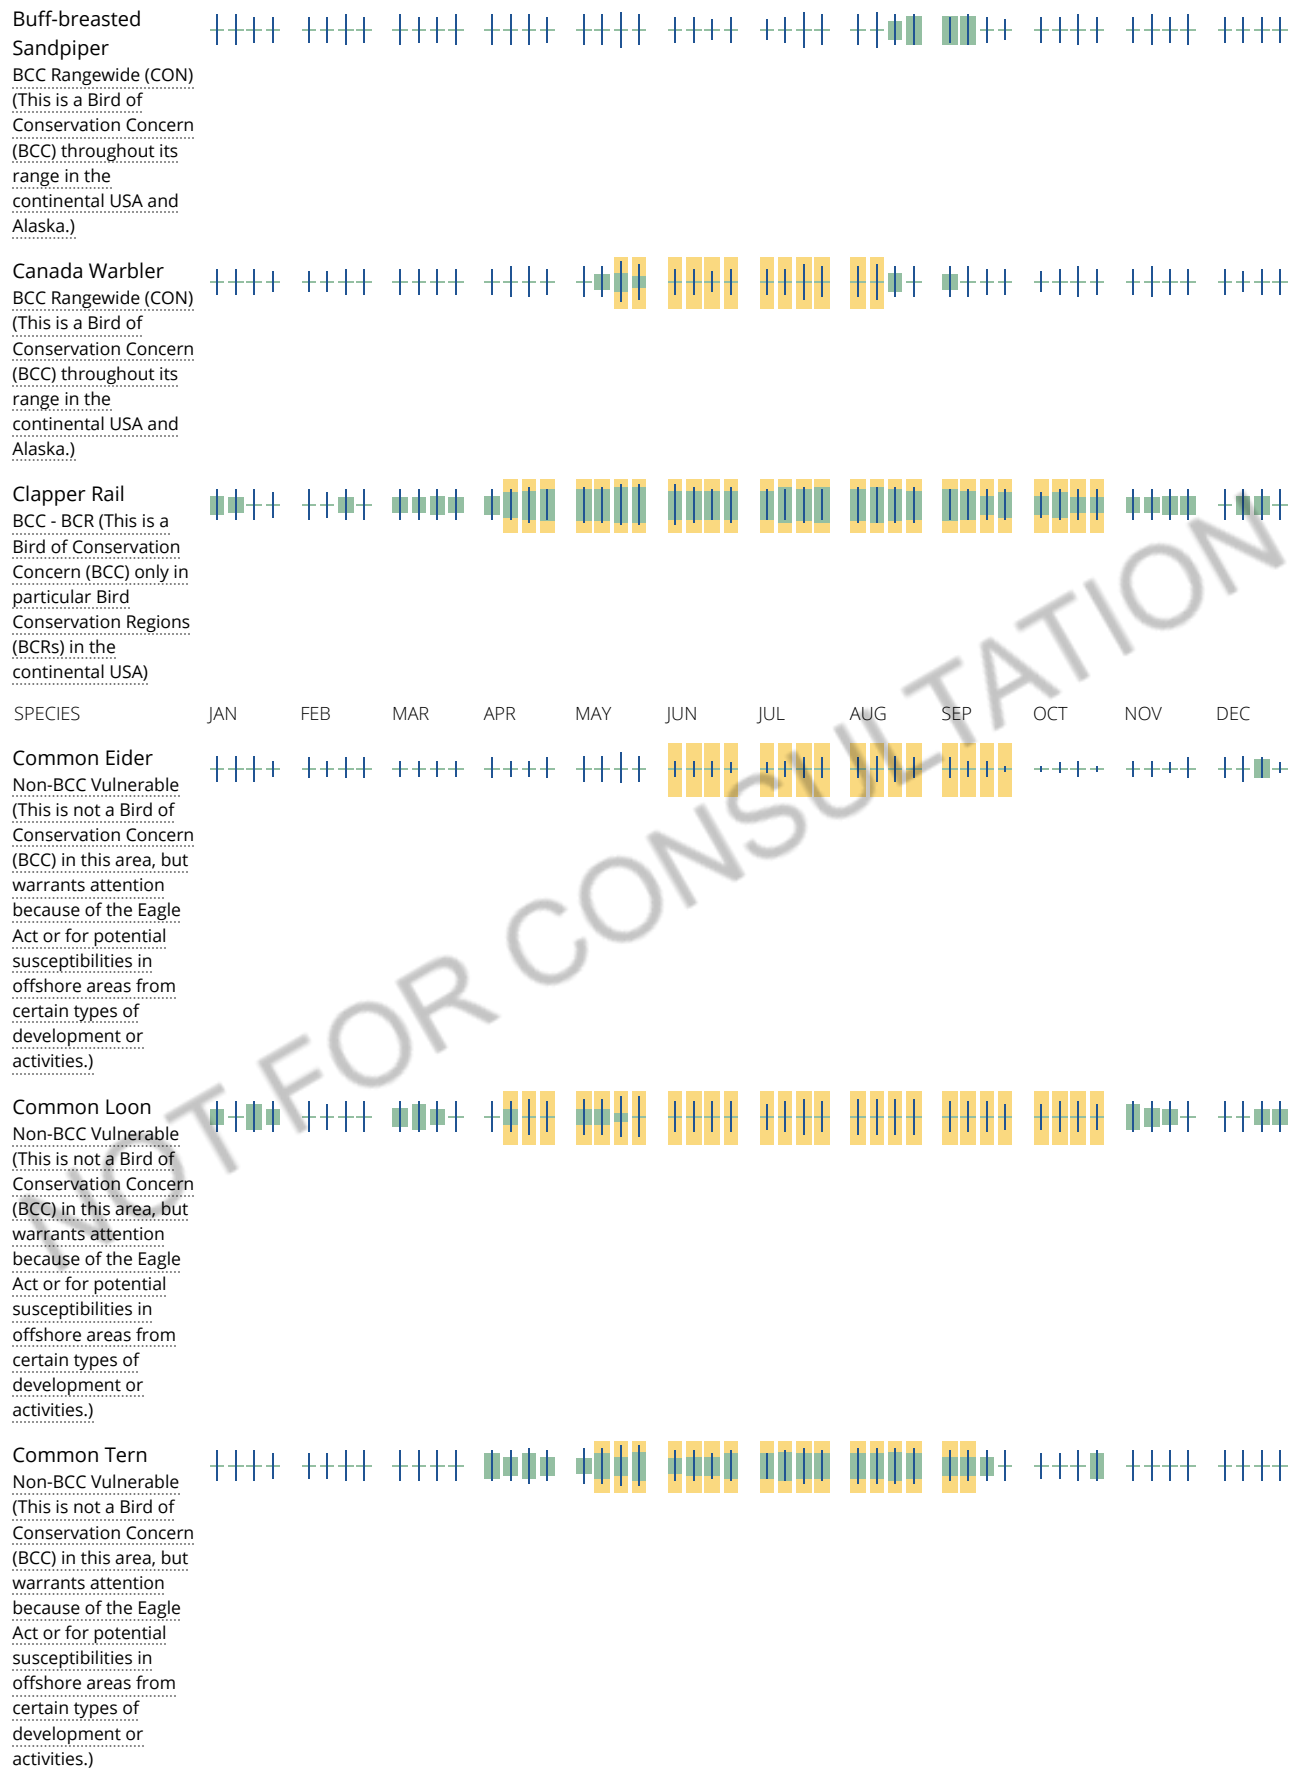 Buff-breasted
Sandpiper
BCC Rangewide (CON)
(This is a Bird of
Conservation Concern
(BCC) throughout its
range in the
continental USA and
Alaska.)
Canada Warbler
BCC Rangewide (CON)
(This is a Bird of
Conservation Concern
(BCC) throughout its
range in the
continental USA and
Alaska.)
Clapper Rail
BCC - BCR (This is a
Bird of Conservation
Concern (BCC) only in
particular Bird
Conservation Regions
(BCRs) in the
continental USA)
SPECIES JAN FEB MAR APR MAY JUN JUL AUG SEP OCT NOV DEC
Common Eider
Non-BCC Vulnerable
(This is not a Bird of
Conservation Concern
(BCC) in this area, but
warrants attention
because of the Eagle
Act or for potential
susceptibilities in
offshore areas from
certain types of
development or
activities.)
Common Loon
Non-BCC Vulnerable
(This is not a Bird of
Conservation Concern
(BCC) in this area, but
warrants attention
because of the Eagle
Act or for potential
susceptibilities in
offshore areas from
certain types of
development or
activities.)
Common Tern
Non-BCC Vulnerable
(This is not a Bird of
Conservation Concern
(BCC) in this area, but
warrants attention
because of the Eagle
Act or for potential
susceptibilities in
offshore areas from
certain types of
development or
activities.)
NOT FOR CONSULTATION